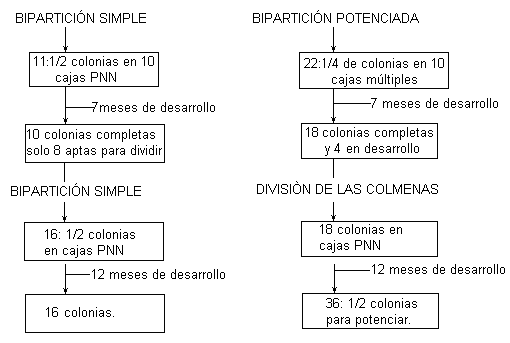 BIPARTICIÓN SIMPLE
11:1/2 colonias en 10
cajas PNN
7meses de desarrollo
10 colonias completas
solo 8 aptas para dividir
BIPARTICIÓN SIMPLE
16: 1/2 colonias
en cajas PNN
12 meses de desarrollo
16 colonias.
BIPARTICIÓN POTENCIADA
22:1/4 de colonias en 10
cajas múltiples
7 meses de desarrollo
18 colonias completas
y 4 en desarrollo
DIVISIÒN DE LAS COLMENAS
18 colonias en
cajas PNN
12 meses de desarrollo
36: 1/2 colonias
para potenciar.